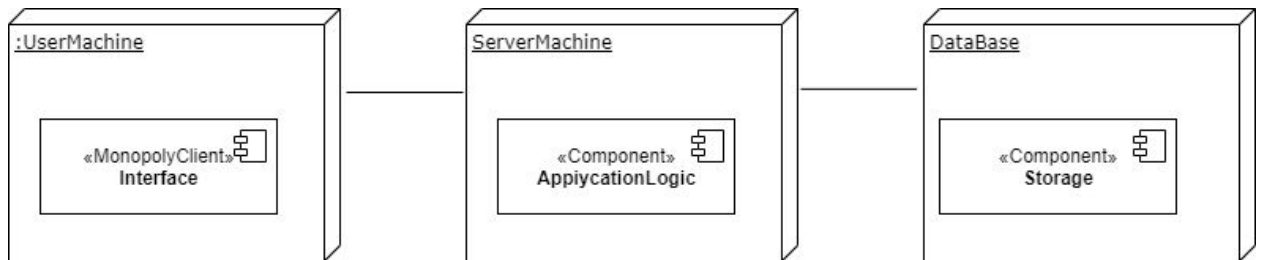 :UserMachine
«MonopolyClient»
Interface
ServerMachine
«Component»
AppiycationLogic
DataBase
«Component»
Storage